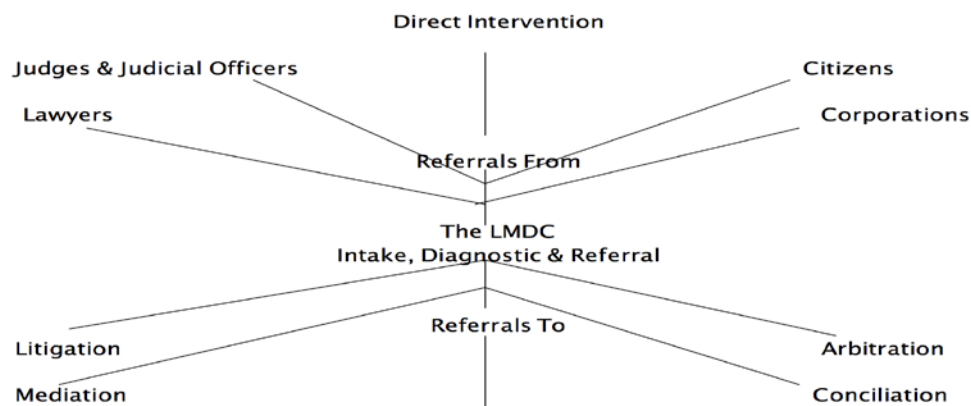 Direct Intervention
Judges & Judicial Officers
Citizens
Lawyers
Corporations
Referrals From
The LMDC
Intake, Diagnostic & Referral
Referrals To
Litigation
Arbitration
Mediation
Conciliation